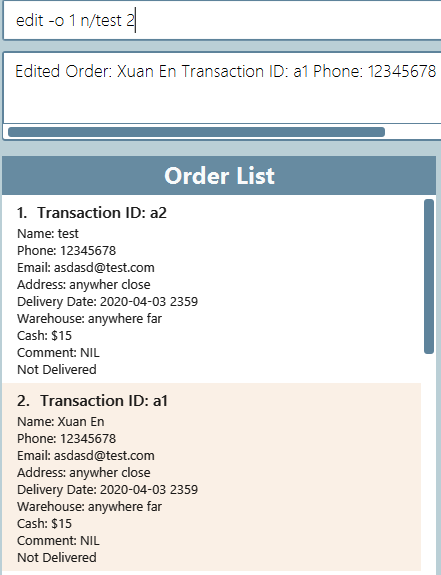 edit -o 1 n/test 2
Edited Order: Xuan En Transaction ID: a1 Phone: 12345678
Order List
1. Transaction ID: a2
Name: test
Phone: 12345678
Email: asdasd@test.com
Address: anywher close
Delivery Date: 2020-04-03 2359
Warehouse: anywhere far
Cash: $15
Comment: NIL
Not Delivered
2. Transaction ID: a1
Name: Xuan En
Phone: 12345678
Email: asdasd@test.com
Address: anywher close
Delivery Date: 2020-04-03 2359
Warehouse: anywhere far
Cash: $15
Comment: NIL
Not Delivered